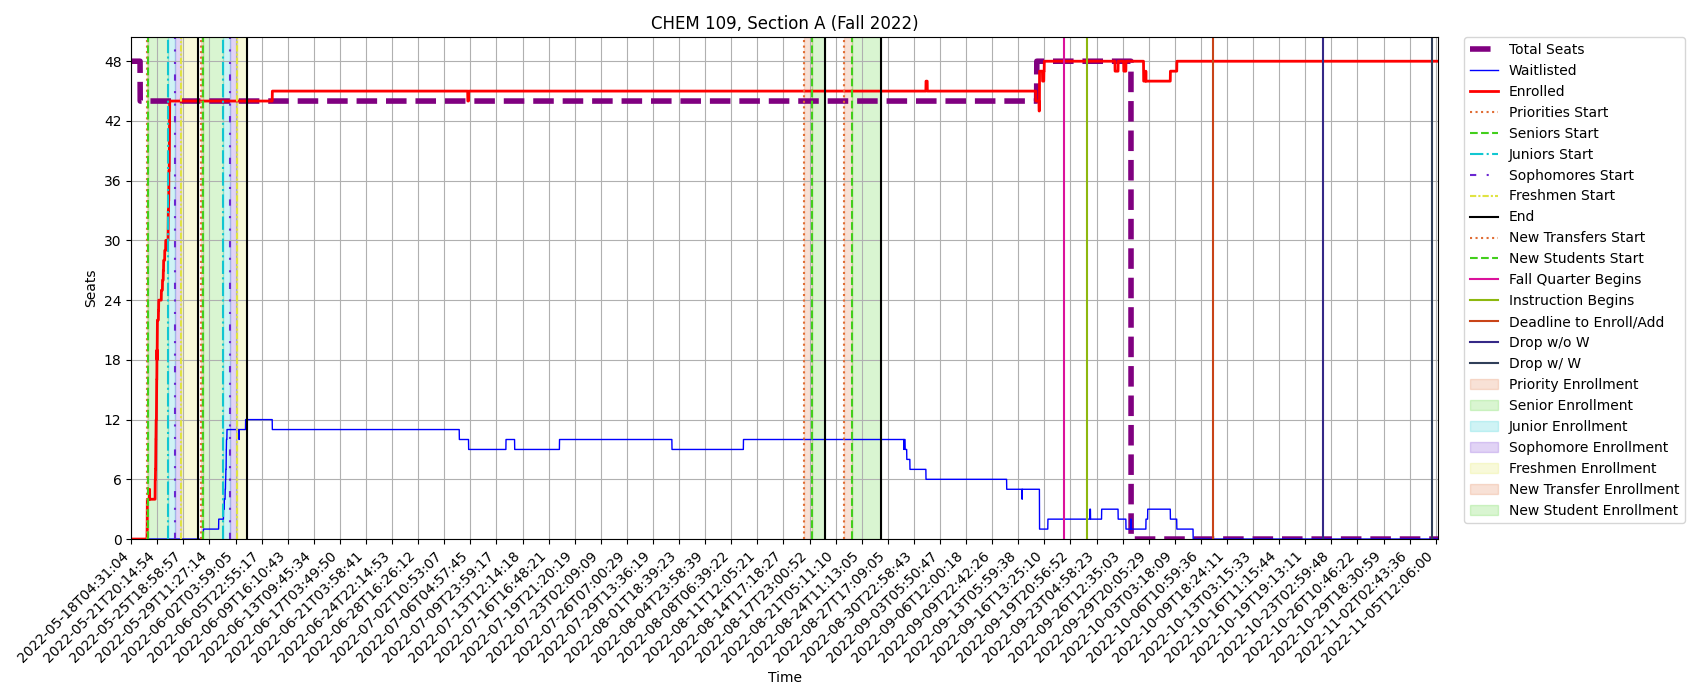 CHEM 109, Section A (Fall 2022)
Seats
48
42
36
30
24
18
12
6
0
2022-05-18T04:31:04
2022-05-21T20:14:54
2022-05-25T18:58:57
2022-05-29T11:27:14
2022-06-02T03:59:05
2022-06-05T22:55:17
2022-06-09T16:10:43
2022-06-13T09:45:34
2022-06-17T03:49:50
2022-06-21T03:58:41
2022-06-24T22:14:53
2022-06-28T16:26:12
2022-07-02T10:53:07
2022-07-06T04:57:45
2022-07-09T23:59:17
2022-07-13T12:14:18
2022-07-16T16:48:21
2022-07-19T21:20:19
2022-07-23T02:09:09
2022-07-26T07:00:29
2022-07-29T13:36:19
2022-08-01T18:39:23
2022-08-04T23:58:39
2022-08-08T06:39:22
2022-08-11T12:05:21
2022-08-14T17:18:27
2022-08-17T23:00:52
2022-08-21T05:11:10
2022-08-24T11:13:05
2022-08-27T17:09:05
2022-08-30T22:58:43
2022-09-03T05:50:47
2022-09-06T12:00:18
2022-09-09T22:42:26
2022-09-13T05:59:38
2022-09-16T13:25:10
2022-09-19T20:56:52
2022-09-23T04:58:23
2022-09-26T12:35:03
2022-09-29T20:05:29
2022-10-03T03:18:09
2022-10-06T10:59:36
2022-10-09T18:24:11
2022-10-13T03:15:33
2022-10-16T11:15:44
2022-10-19T19:13:11
2022-10-23T02:59:48
2022-10-26T10:46:22
2022-10-29T18:30:59
2022-11-02T02:43:36
2022-11-05T12:06:00
Time
Total Seats
Waitlisted
Enrolled
Priorities Start
Seniors Start
Juniors Start
Sophomores Start
Freshmen Start
End
New Transfers Start
New Students Start
Fall Quarter Begins
Instruction Begins
Deadline to Enroll/Add
Drop w/o W
Drop w/ W
Priority Enrollment
Senior Enrollment
Junior Enrollment
Sophomore Enrollment
Freshmen Enrollment
New Transfer Enrollment
New Student Enrollment